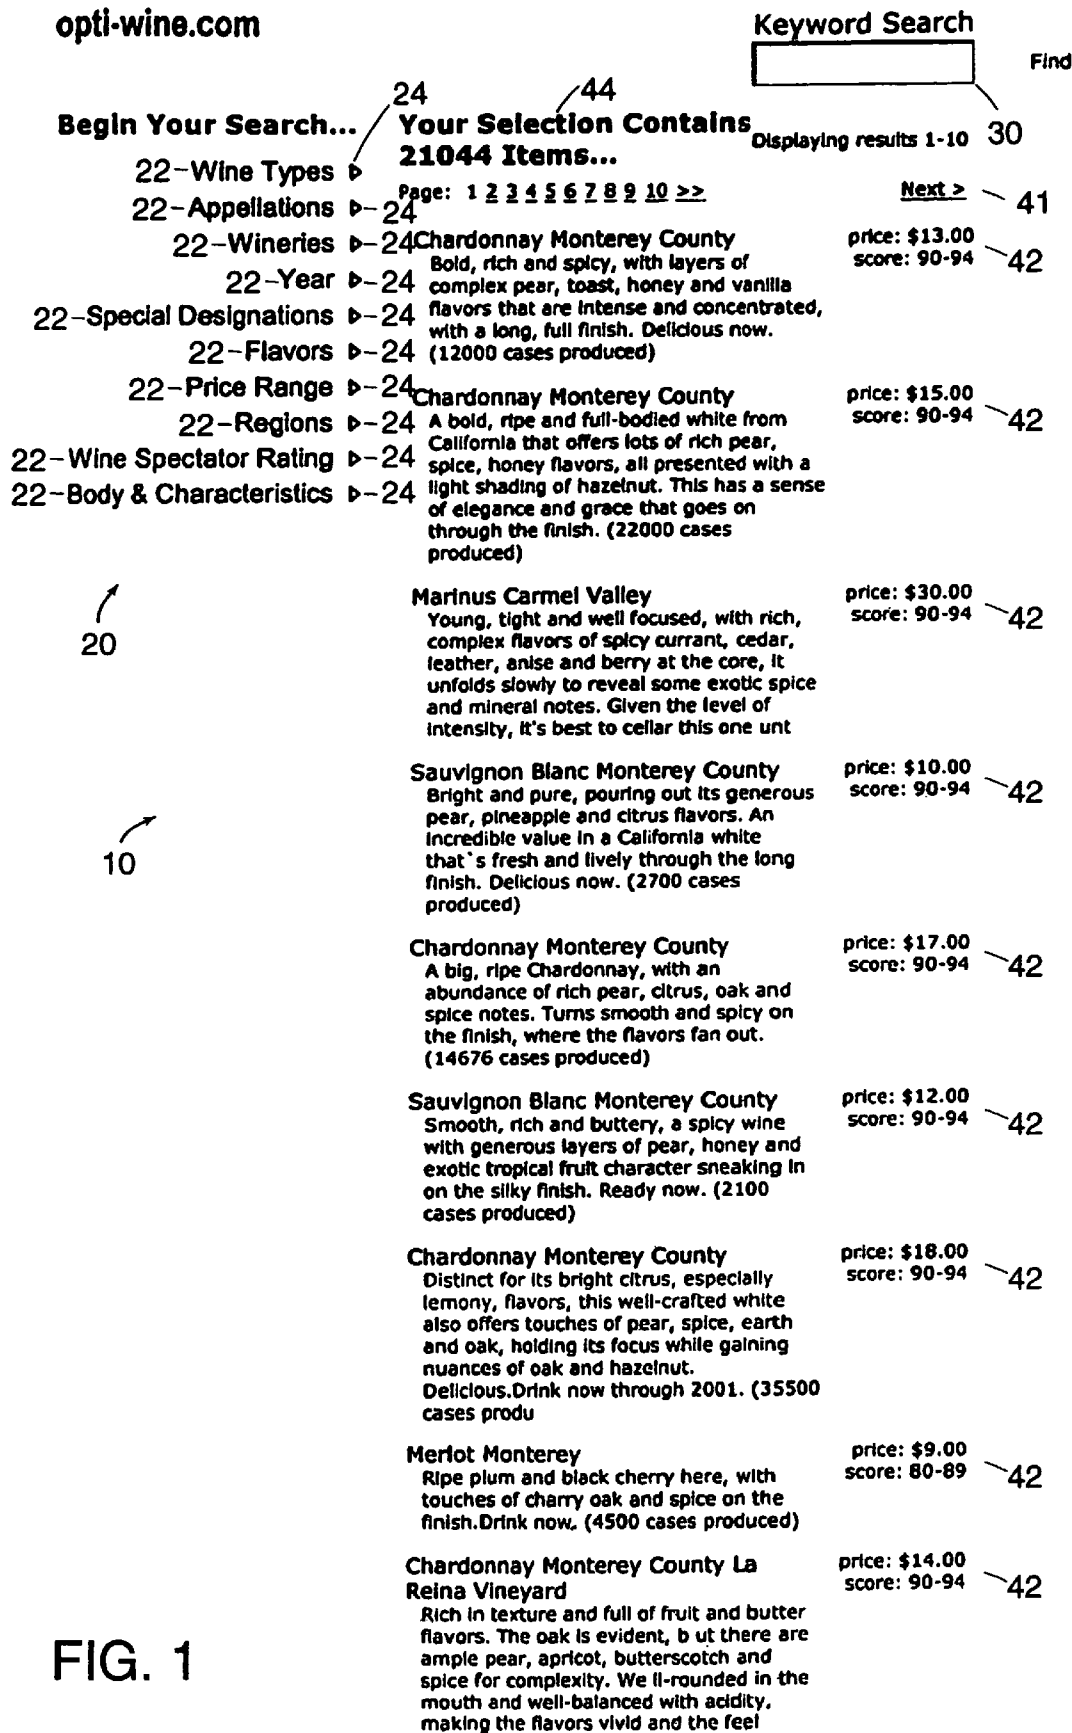 opti-wine.com
Keyword Search
Find
30
24
44
Begin Your Search...
22-Wine Types
22-Appellations -24
22-Wineries -24
22-Year -24
22-Special Designations -24
22-Flavors -24
22-Price Range -24
22-Regions -24
22-Wine Spectator Rating -24
22-Body & Characteristics -24
20
10
Your Selection Contains
21044 Items...
Displaying results 1-10
Page: 1 2 3 4 5 6 7 8 9 10 >>
Next > 41
Chardonnay Monterey County
price: $13.00
score: 90-94 42
Bold, rich and spicy, with layers of
complex pear, toast, honey and vanilla
flavors that are intense and concentrated,
with a long, full finish. Delicious now.
(12000 cases produced)
Chardonnay Monterey County
price: $15.00
score: 90-94 42
A bold, ripe and full-bodied white from
California that offers lots of rich pear,
spice, honey flavors, all presented with a
light shading of hazelnut. This has a sense
of elegance and grace that goes on
through the finish. (22000 cases
produced)
Marinus Carmel Valley
price: $30.00
score: 90-94 42
Young, tight and well focused, with rich,
complex flavors of spicy currant, cedar,
leather, anise and berry at the core, it
unfolds slowly to reveal some exotic spice
and mineral notes. Given the level of
intensity, it's best to cellar this one unt
Sauvignon Blanc Monterey County
price: $10.00
score: 90-94 42
Bright and pure, pouring out its generous
pear, pineapple and citrus flavors. An
incredible value in a California white
that`s fresh and lively through the long
finish. Delicious now. (2700 cases
produced)
Chardonnay Monterey County
price: $17.00
score: 90-94 42
A big, ripe Chardonnay, with an
abundance of rich pear, citrus, oak and
spice notes. Turns smooth and spicy on
the finish, where the flavors fan out.
(14676 cases produced)
Sauvignon Blanc Monterey County
price: $12.00
score: 90-94 42
Smooth, rich and buttery, a spicy wine
with generous layers of pear, honey and
exotic tropical fruit character sneaking in
on the silky finish. Ready now. (2100
cases produced)
Chardonnay Monterey County
price: $18.00
score: 90-94 42
Distinct for its bright citrus, especially
lemony, flavors, this well-crafted white
also offers touches of pear, spice, earth
and oak, holding its focus while gaining
nuances of oak and hazelnut.
Delicious.Drink now through 2001. (35500
cases produ
Merlot Monterey
price: $9.00
score: 80-89 42
Ripe plum and black cherry here, with
touches of charry oak and spice on the
finish.Drink now. (4500 cases produced)
Chardonnay Monterey County La
Reina Vineyard
price: $14.00
score: 90-94 42
Rich in texture and full of fruit and butter
flavors. The oak is evident, b ut there are
ample pear, apricot, butterscotch and
spice for complexity. We ll-rounded in the
mouth and well-balanced with acidity,
making the flavors vivid and the feel
FIG. 1